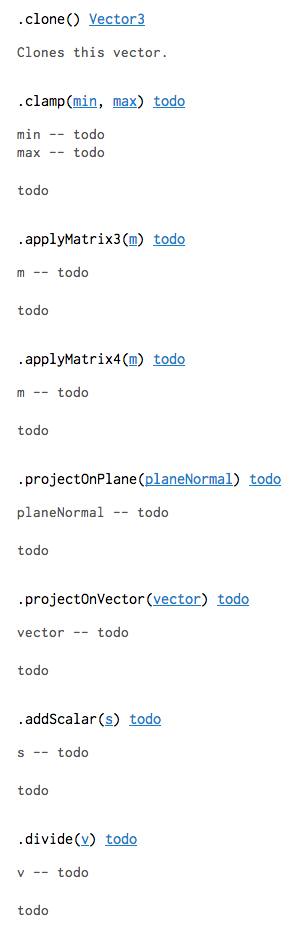 .clone() Vector3
Clones this vector.
.clamp(min, max) todo
min -- todo
max -- todo
todo
.applyMatrix3(m) todo
m -- todo
todo
.applyMatrix4(m) todo
m -- todo
todo
.projectOnPlane(planeNormal) todo
planeNormal -- todo
todo
.projectOnVector(vector) todo
vector -- todo
todo
.addScalar(s) todo
s -- todo
todo
.divide(v) todo
v -- todo
todo